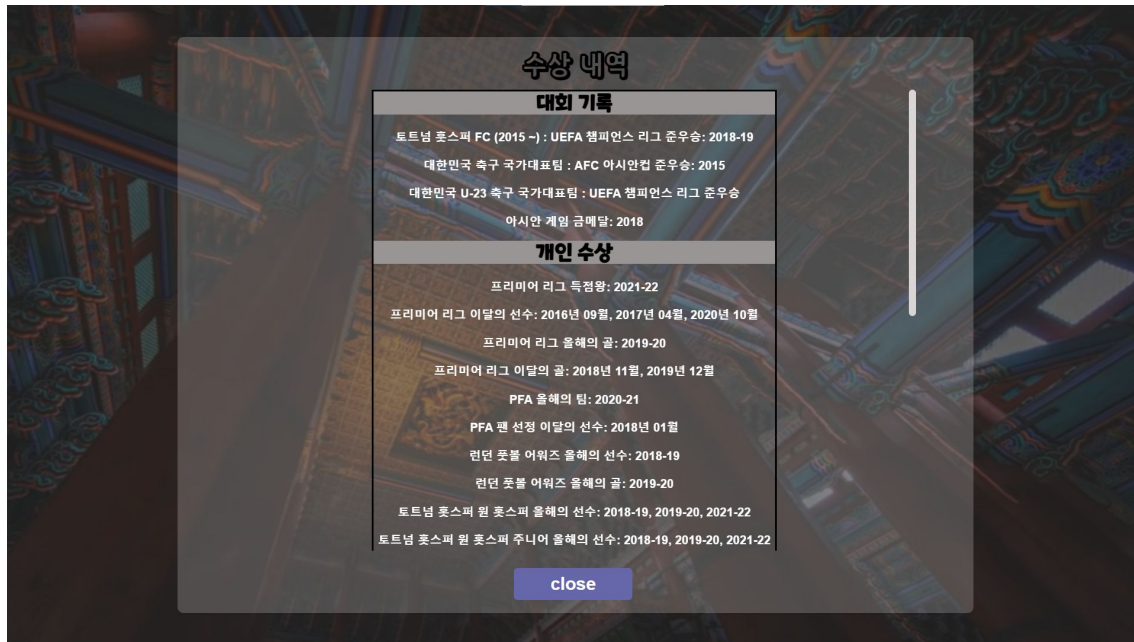 수상 내역
대회 기록
토트넘 홋스퍼 FC (2015 ~) : UEFA 챔피언스 리그 준우승: 2018-19
대한민국 축구 국가대표팀 : AFC 아시안컵 준우승: 2015
대한민국 U-23 축구 국가대표팀 : UEFA 챔피언스 리그 준우승
아시안 게임 금메달: 2018
개인 수상
프리미어 리그 득점왕: 2021-22
프리미어 리그 이달의 선수: 2016년 09월, 2017년 04월, 2020년 10월
프리미어 리그 올해의 골: 2019-20
프리미어 리그 이달의 골: 2018년 11월, 2019년 12월
PFA 올해의 팀: 2020-21
PFA 팬 선정 이달의 선수: 2018년 01월
런던 풋볼 어워즈 올해의 선수: 2018-19
런던 풋볼 어워즈 올해의 골: 2019-20
토트넘 홋스퍼 원 홋스퍼 올해의 선수: 2018-19, 2019-20, 2021-22
토트넘 홋스퍼 원 홋스퍼 주니어 올해의 선수: 2018-19, 2019-20, 2021-22
close